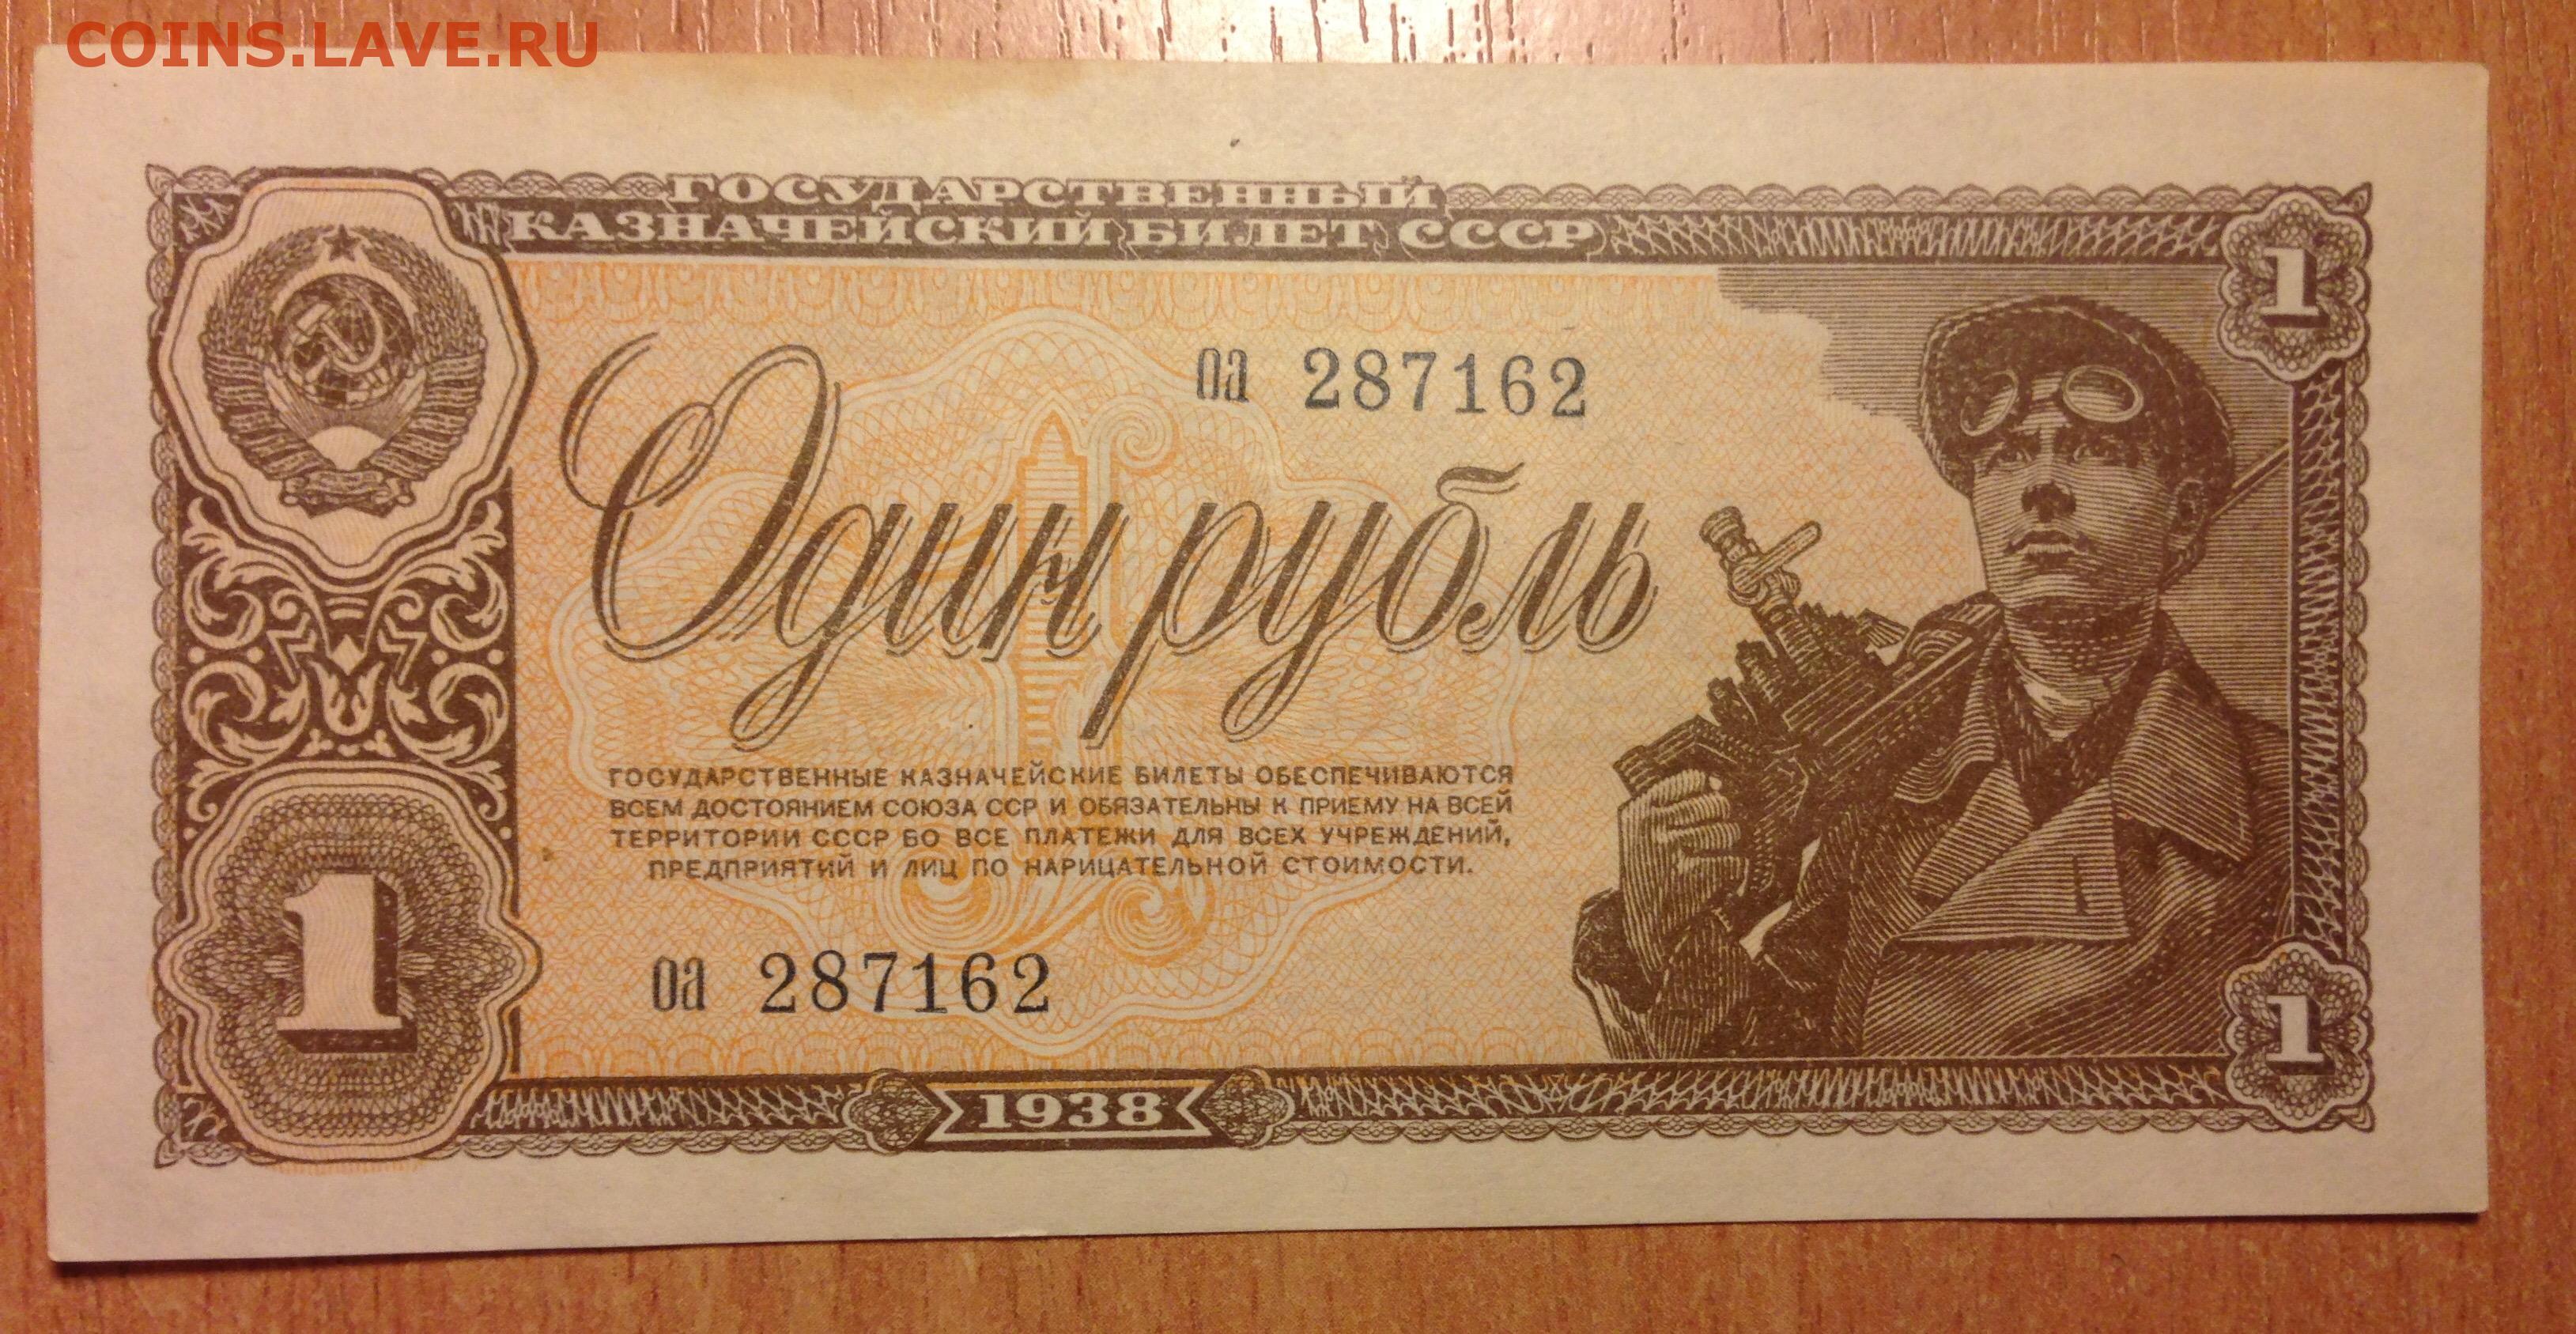 COINS.LAVE.RU
ГОСУДАРСТВЕННЫЙ
КАЗНАЧЕЙСКИЙ БИЛЕТ СССР
1
оа 287162
Один рубль
ГОСУДАРСТВЕННЫЕ КАЗНАЧЕЙСКИЕ БИЛЕТЫ ОБЕСПЕЧИВАЮТСЯ
ВСЕМ ДОСТОЯНИЕМ СОЮЗА ССР И ОБЯЗАТЕЛЬНЫ К ПРИЕМУ НА ВСЕЙ
ТЕРРИТОРИИ СССР ВО ВСЕ ПЛАТЕЖИ ДЛЯ ВСЕХ УЧРЕЖДЕНИЙ,
ПРЕДПРИЯТИЙ И ЛИЦ ПО НАРИЦАТЕЛЬНОЙ СТОИМОСТИ.
1
оа 287162
1
1938